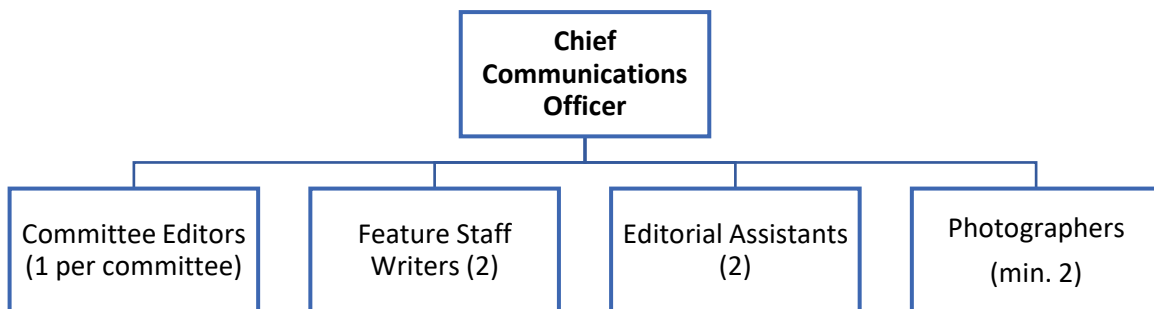 Chief
Communications
Officer
Committee Editors
(1 per committee)
Feature Staff
Writers (2)
Editorial Assistants
(2)
Photographers
(min. 2)